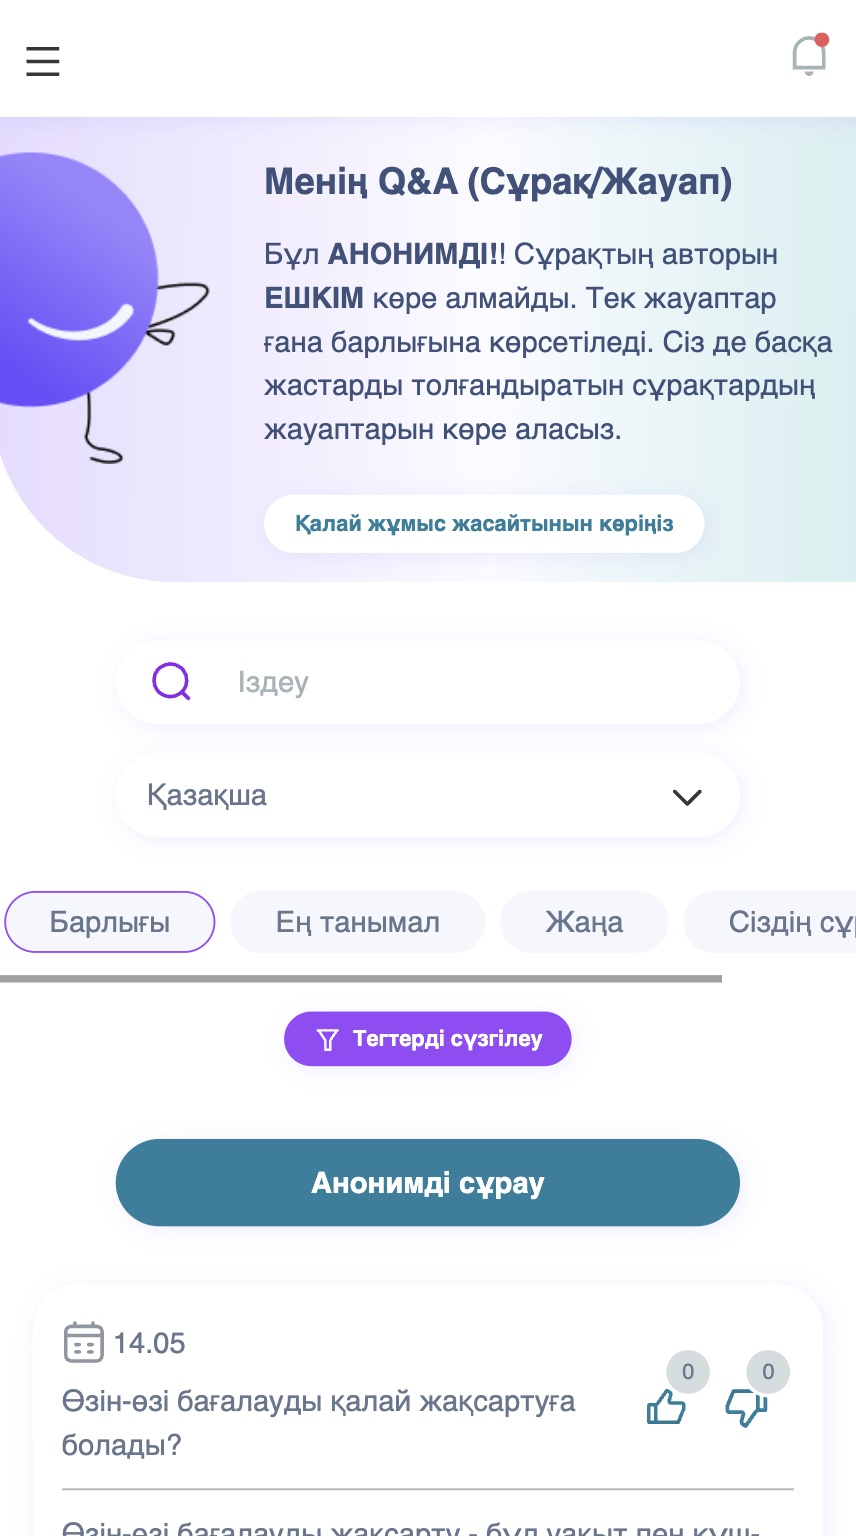 Менің Q&A (Сұрақ/Жауап)
Бұл АНОНИМДІ!! Сұрақтың авторын
ЕШКІМ көре алмайды. Тек жауаптар
ғана барлығына көрсетіледі. Сіз де басқа
жастарды толғандыратын сұрақтардың
жауаптарын көре аласыз.
Қалай жұмыс жасайтынын көріңіз
Іздеу
Қазақша
Барлығы
Ең танымал
Жаңа
Сіздің
Тегтерді сүзгілеу
Анонимді сұрау
14.05
0
0
Өзін-өзі бағалауды қалай жақсартуға
болады?
Өзін-өзі бағалауды жақсарту - бұл уақыт пен күш-